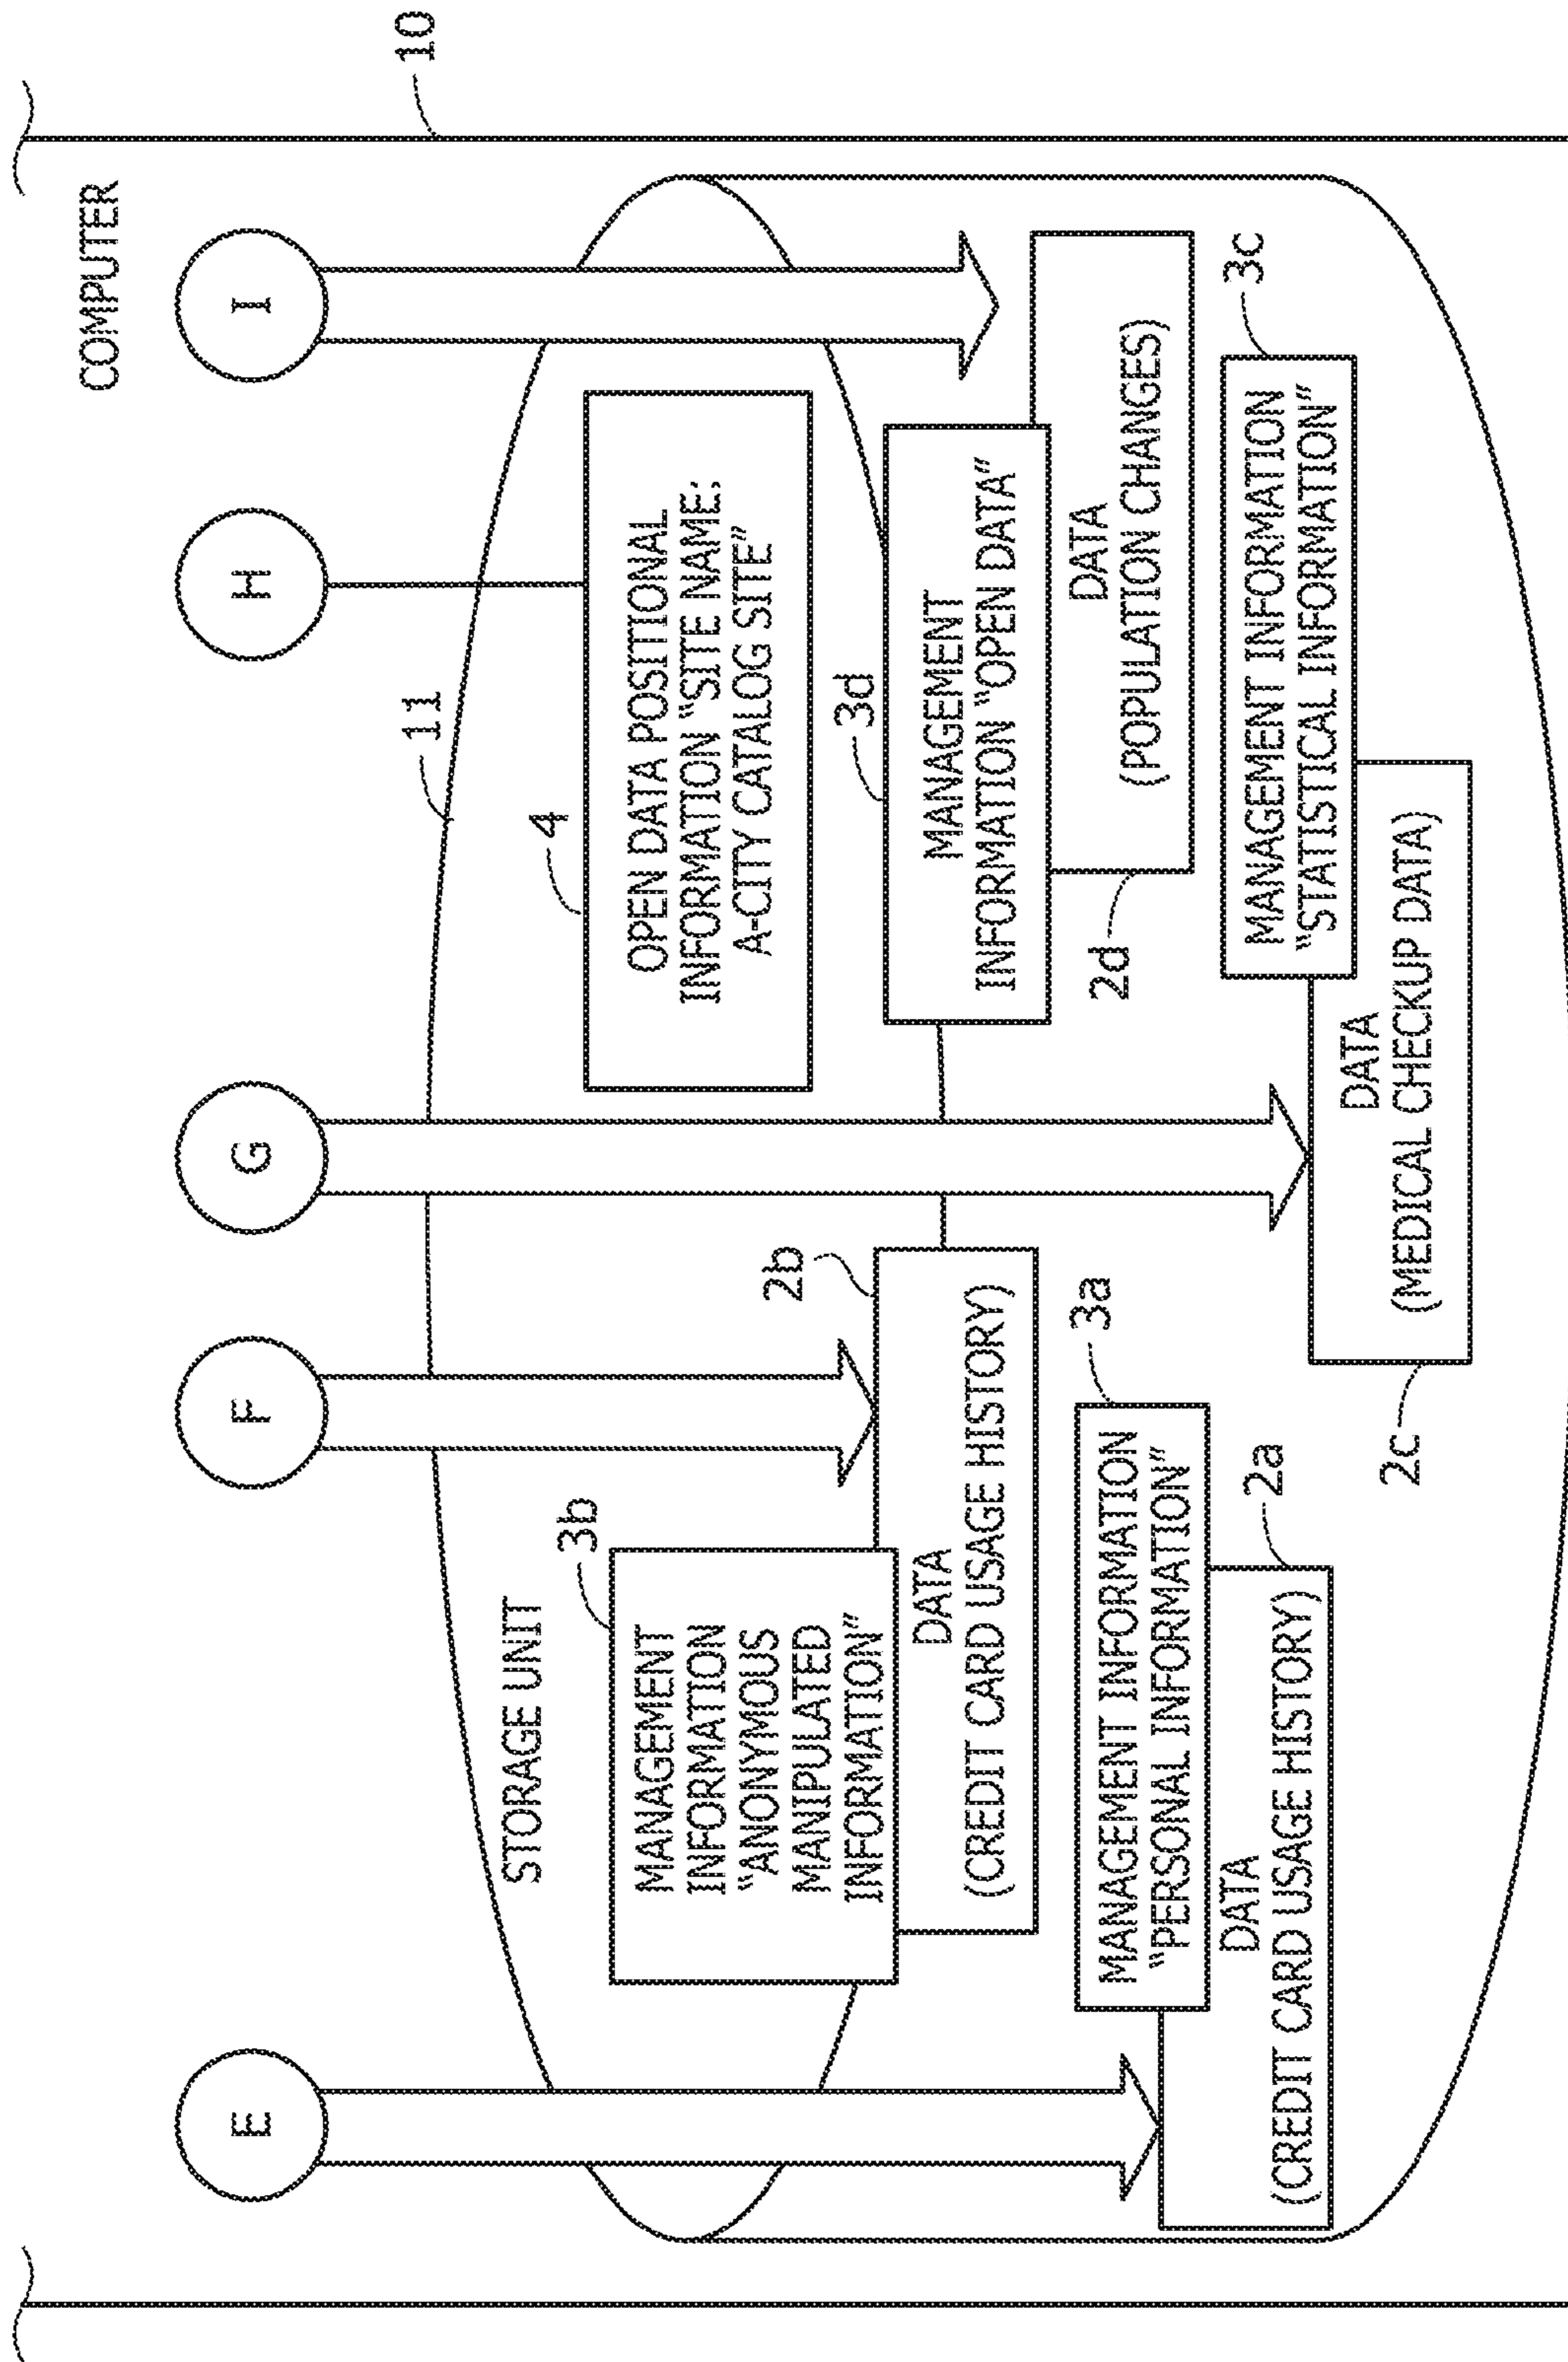 COMPUTER
10
E
F
G
H
I
STORAGE UNIT
11
3b
MANAGEMENT
INFORMATION
“ANONYMOUS
MANIPULATED
INFORMATION”
2b
DATA
(CREDIT CARD USAGE HISTORY)
4
OPEN DATA POSITIONAL
INFORMATION “SITE NAME:
A-CITY CATALOG SITE”
3d
MANAGEMENT
INFORMATION “OPEN DATA”
2d
DATA
(POPULATION CHANGES)
3a
MANAGEMENT INFORMATION
“PERSONAL INFORMATION”
2a
DATA
(CREDIT CARD USAGE HISTORY)
3c
MANAGEMENT INFORMATION
“STATISTICAL INFORMATION”
2c
DATA
(MEDICAL CHECKUP DATA)